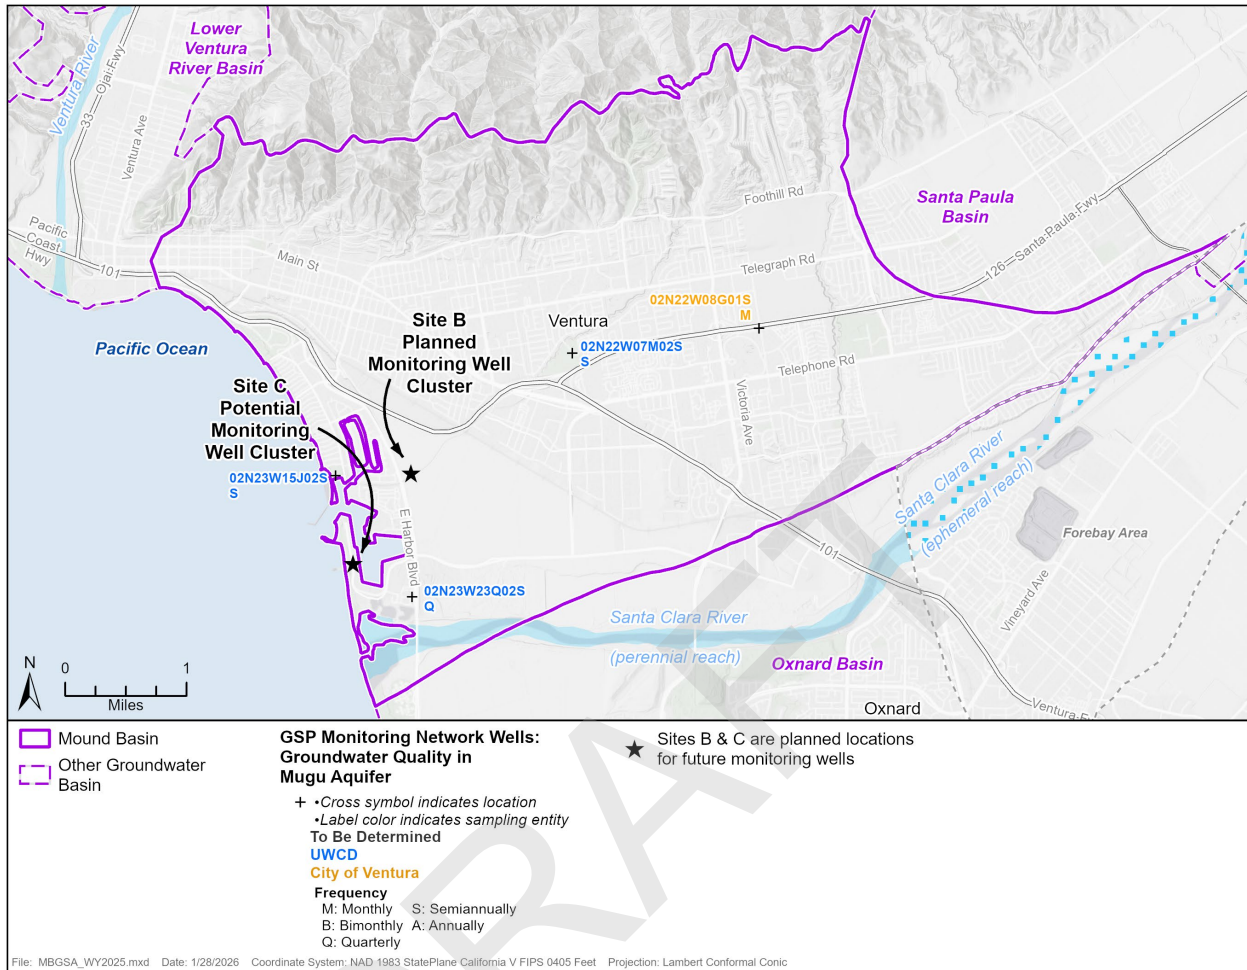 Lower
Ventura
River Basin
Ventura River
33
Ojai Fwy
Ventura Ave
Pacific
Coast
Hwy
101
Main St
Foothill Rd
Santa Paula
Basin
126
Santa Paula Fwy
Telegraph Rd
02N22W08G01S
M
Ventura
02N22W07M02S
S
Telephone Rd
Victoria Ave
Pacific Ocean
Site B
Planned
Monitoring Well
Cluster
Site C
Potential
Monitoring
Well Cluster
02N23W15J02S
S
E Harbor Blvd
02N23W23Q02S
Q
101
Santa Clara River
(ephemeral reach)
Forebay Area
Vineyard Ave
Santa Clara River
(perennial reach)
Oxnard Basin
Oxnard
Ventura F
N
0 1
Miles
DRAFT
Mound Basin
Other Groundwater
Basin
GSP Monitoring Network Wells:
Groundwater Quality in
Mugu Aquifer
+ •Cross symbol indicates location
•Label color indicates sampling entity
To Be Determined
UWCD
City of Ventura
Frequency
M: Monthly S: Semiannually
B: Bimonthly A: Annually
Q: Quarterly
★ Sites B & C are planned locations
for future monitoring wells
File: MBGSA_WY2025.mxd Date: 1/28/2026 Coordinate System: NAD 1983 StatePlane California V FIPS 0405 Feet Projection: Lambert Conformal Conic